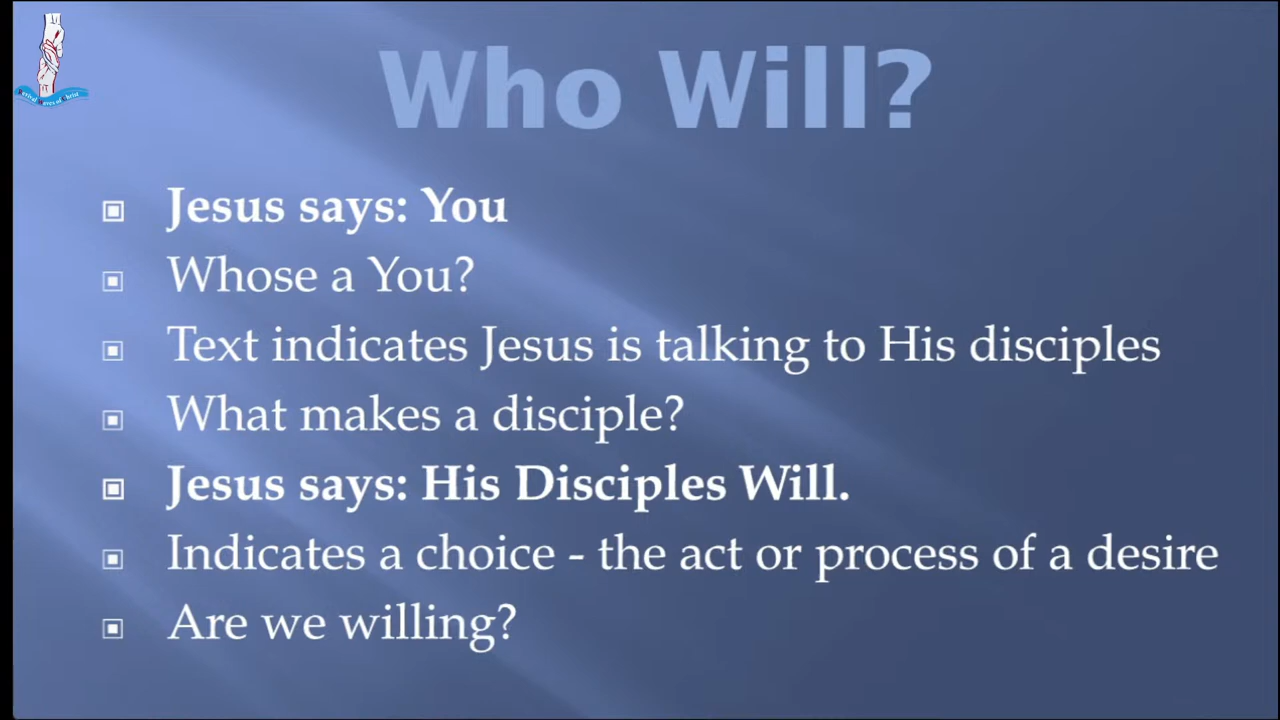 Who Will?
Jesus says: You
Whose a You?
Text indicates Jesus is talking to His disciples
What makes a disciple?
Jesus says: His Disciples Will.
Indicates a choice - the act or process of a desire
Are we willing?